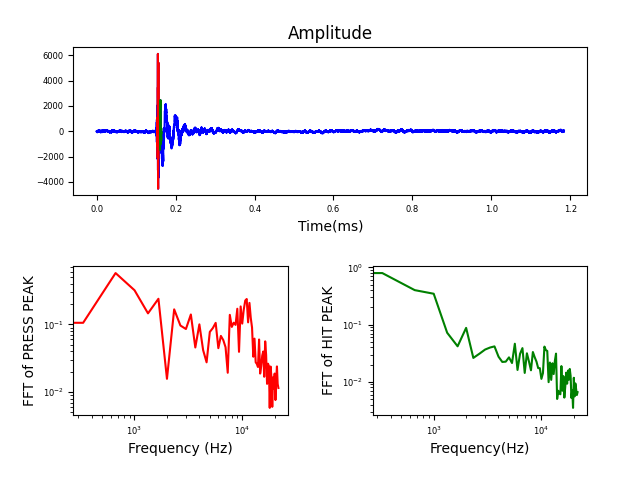 Amplitude
6000
4000
2000
0
−2000
−4000
0.0 0.2 0.4 0.6 0.8 1.0 1.2
Time(ms)
FFT of PRESS PEAK
10⁻¹
10⁻²
10³ 10⁴
Frequency (Hz)
FFT of HIT PEAK
10⁰
10⁻¹
10⁻²
10³ 10⁴
Frequency(Hz)